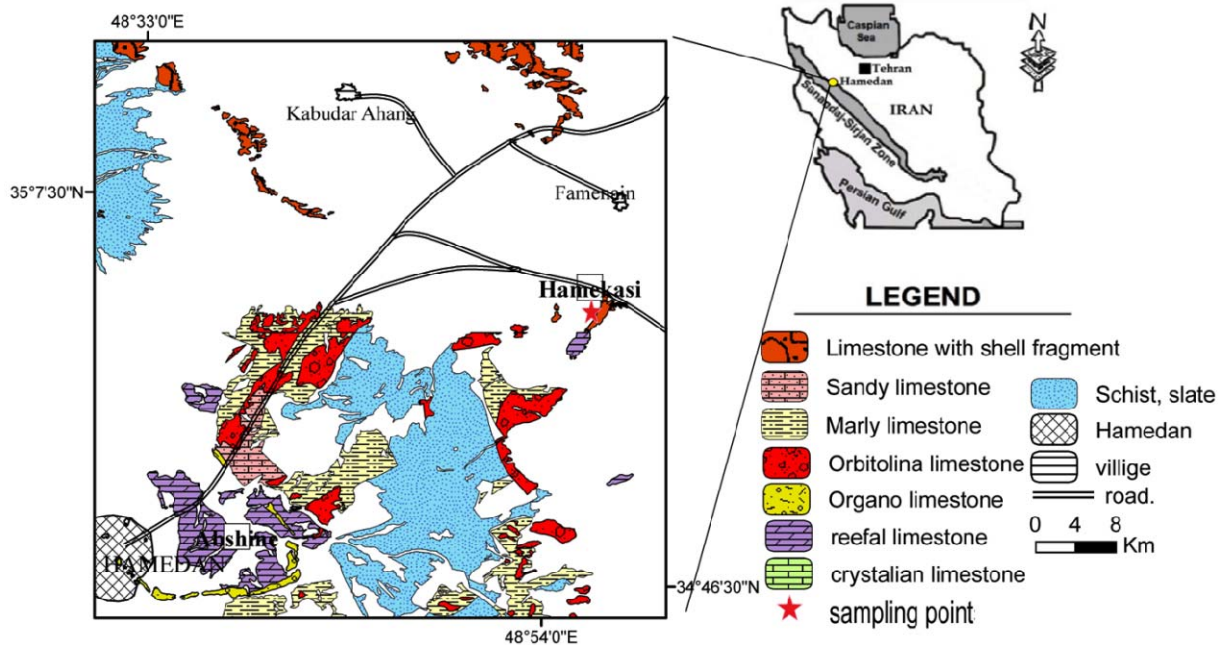 48°33'0"E
35°7'30"N
Kabudar Ahang
Famenin
Hamekasi
Abshine
HAMEDAN
34°46'30"N
48°54'0"E
Caspian
Sea
N
Tehran
Hamedan
IRAN
Sanandaj-Sirjan Zone
Persian Gulf
LEGEND
Limestone with shell fragment
Sandy limestone
Marly limestone
Orbitolina limestone
Organo limestone
reefal limestone
crystalian limestone
sampling point
Schist, slate
Hamedan
villige
road.
0 4 8
Km